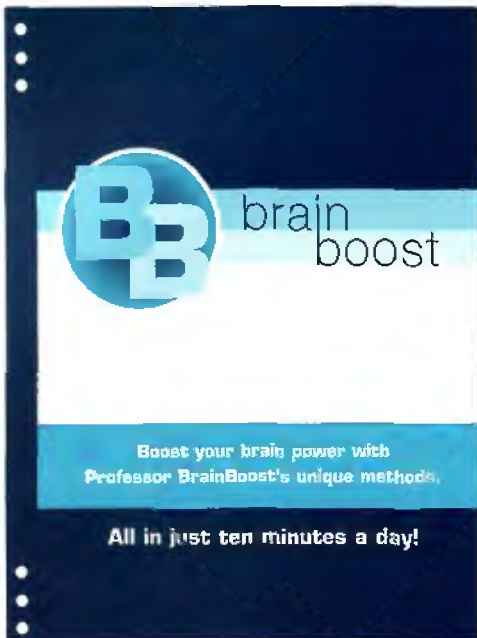 BB
brain
boost
Boost your brain power with
Professor BrainBoost's unique methods.
All in just ten minutes a day!